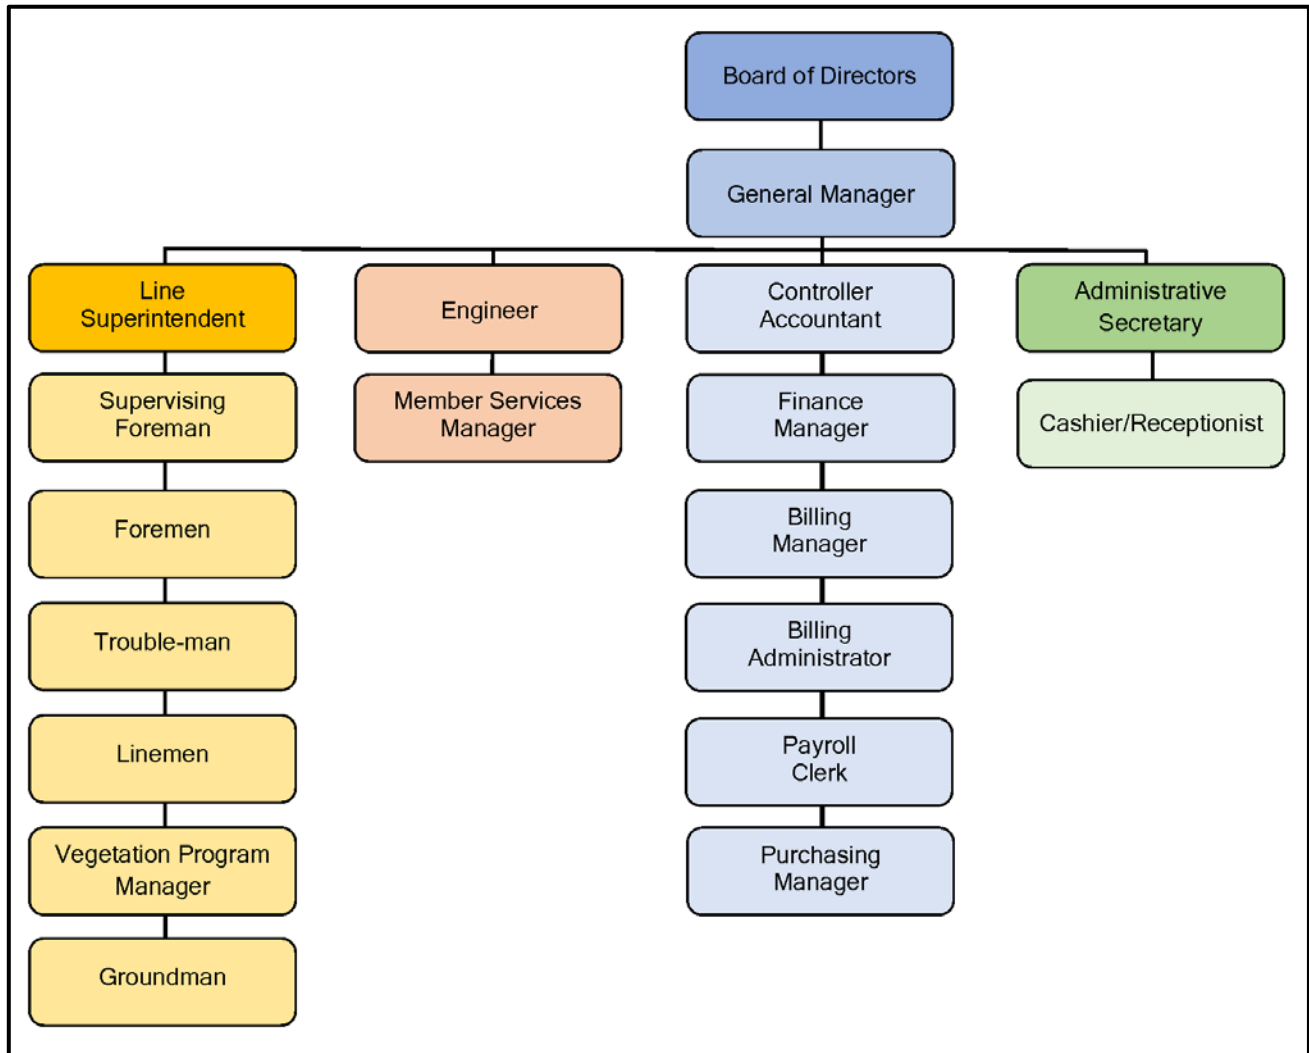 Board of Directors
General Manager
Line
Superintendent
Engineer
Controller
Accountant
Administrative
Secretary
Supervising
Foreman
Member Services
Manager
Finance
Manager
Cashier/Receptionist
Foremen
Billing
Manager
Trouble-man
Billing
Administrator
Linemen
Payroll
Clerk
Vegetation Program
Manager
Purchasing
Manager
Groundman